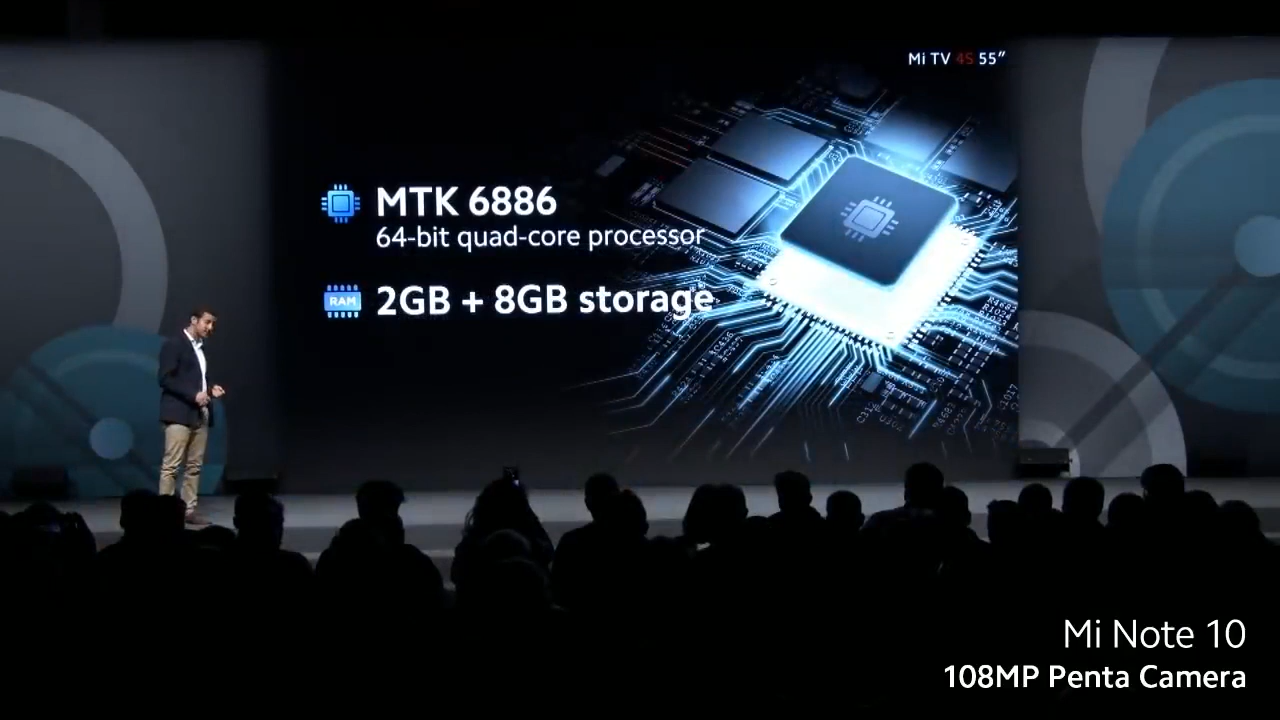 Mi TV 4S 55"
MTK 6886
64-bit quad-core processor
RAM
2GB + 8GB storage
Mi Note 10
108MP Penta Camera